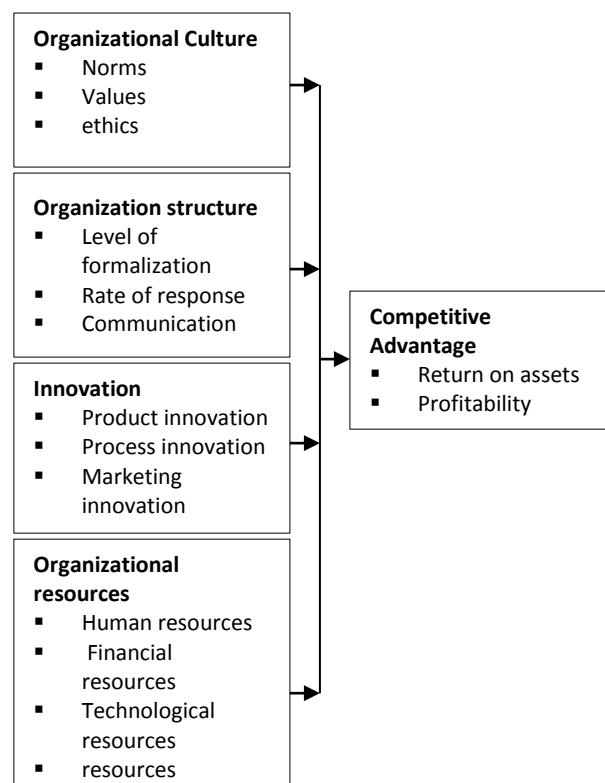 Organizational Culture
▪ Norms
▪ Values
▪ ethics
Organization structure
▪ Level of
formalization
▪ Rate of response
▪ Communication
Innovation
▪ Product innovation
▪ Process innovation
▪ Marketing
innovation
Organizational
resources
▪ Human resources
▪ Financial
resources
▪ Technological
resources
▪ resources
Competitive
Advantage
▪ Return on assets
▪ Profitability